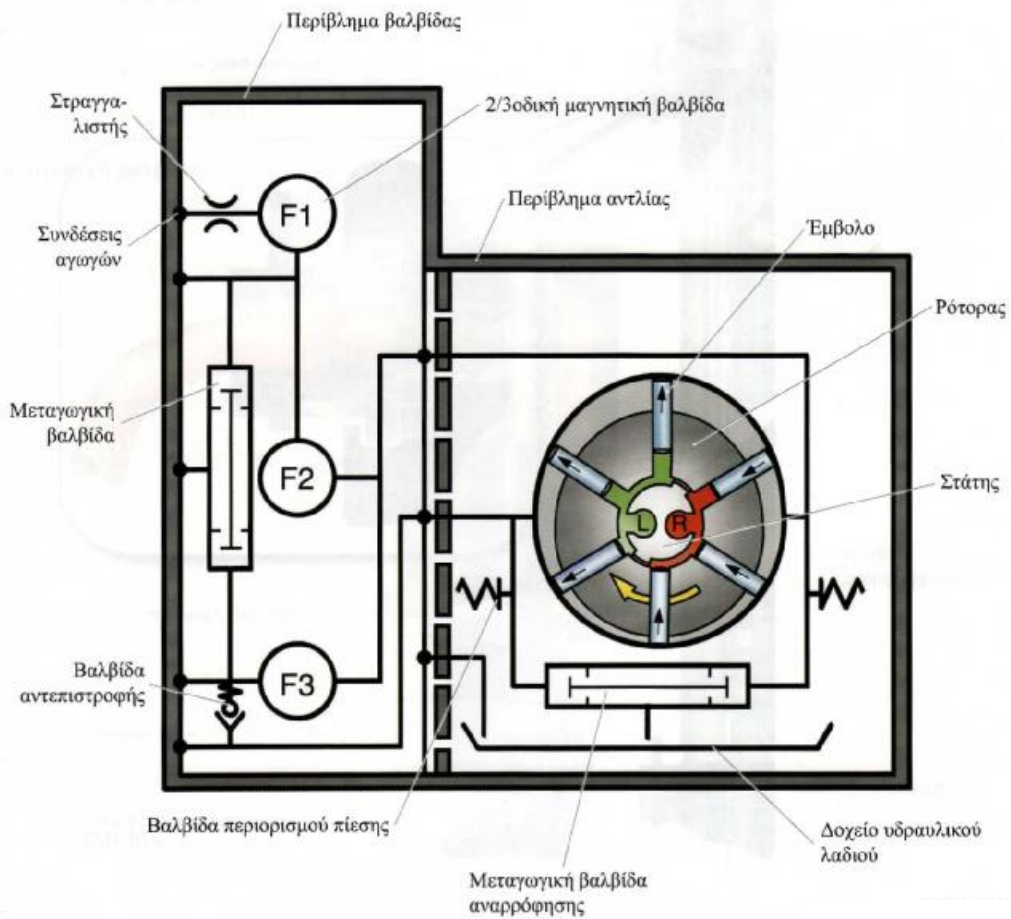 Περίβλημα βαλβίδας
Στραγγα-
λιστής
2/3οδική μαγνητική βαλβίδα
F1
Περίβλημα αντλίας
Έμβολο
Συνδέσεις
αγωγών
Ρότορας
Μεταγωγική
βαλβίδα
F2
Στάτης
L
R
Βαλβίδα
αντεπιστροφής
F3
Βαλβίδα περιορισμού πίεσης
Δοχείο υδραυλικού
λαδιού
Μεταγωγική βαλβίδα
αναρρόφησης